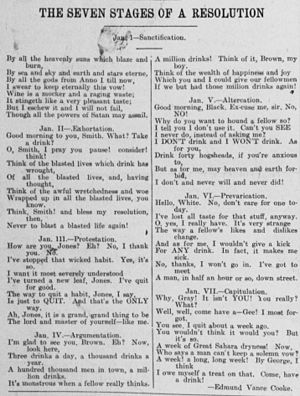 THE SEVEN STAGES OF A RESOLUTION
Jan. I—Sanctification.
By all the heavenly suns which blaze and
burn,
By sea and sky and earth and stars eterne,
By all the gods from Anno I till now,
I swear to keep eternally this vow!
Wine is a mocker and a raging waste;
It stingeth like a very pleasant taste;
But I eschew it and I will not fail,
Though all the powers of Satan may assail.
Jan. II—Exhortation.
Good morning to you, Smith. What? Take
a drink?
O, Smith, I pray you pause! consider!
think!
Think of the blasted lives which drink has
wrought,
Of all the blasted lives, and, having
thought,
Think of the awful wretchedness and woe
Wrapped up in all the blasted lives, you
know.
Think, Smith! and bless my resolution,
then,
Never to blast a blasted life again!
Jan. III—Protestation.
How are you, Jones? Eh? No, I thank
you. No.
I've stopped that wicked habit. Yes, it's
so.
I want it most severely understood
I've turned a new leaf, Jones. I've quit
for good.
The way to quit a habit, Jones, I say,
Is just to QUIT. And that's the ONLY
way.
Ah, Jones, it is a grand, grand thing to be
The lord and master of yourself—like me.
Jan. IV—Argumentation.
I'm glad to see you, Brown. Eh? Now,
look here,
Three drinks a day, a thousand drinks a
year.
A hundred thousand men in town, a mil-
lion drinks.
It's monstrous when a fellow really thinks.
A million drinks! Think of it, Brown, my
boy.
Think of the wealth of happiness and joy
Which you and I could give our fellowmen
If we but had those million drinks again!
Jan. V.—Altercation.
Good morning, Black. Ex-cuse me, sir, No,
NO!
Why do you want to hound a fellow so?
I tell you I don't use it. Can't you SEE
I never do, instead of asking me?
I DON'T drink and I WON'T drink. As
for you,
Drink forty hogsheads, if you're anxious
to,
But as for me, may heaven and earth for-
bid,
I don't and never will and never did!
Jan. VI.—Prevarication.
Hello, White. No, don't care for one to-
day.
I've lost all taste for that stuff, anyway.
O, yes, I really have. It's very strange
The way a fellow's likes and dislikes
change.
And as for me, I wouldn't give a kick
For ANY drink. In fact, it makes me
sick.
No, thanks, I won't go in. I've got to
meet
A man, in half an hour or so, down street.
Jan. VII.—Capitulation.
Why, Gray! It isn't YOU! You really?
What?
Well, well, come have a—Gee! I most for-
got.
You see, I quit about a week ago.
You wouldn't think it would you? But
it's so.
A week of Great Sahara dryness! Now,
Who says a man can't keep a solemn vow?
A week! a long, long week! By George, I
think
I owe myself a treat on that. Come, have
a drink!
—Edmund Vance Cooke.